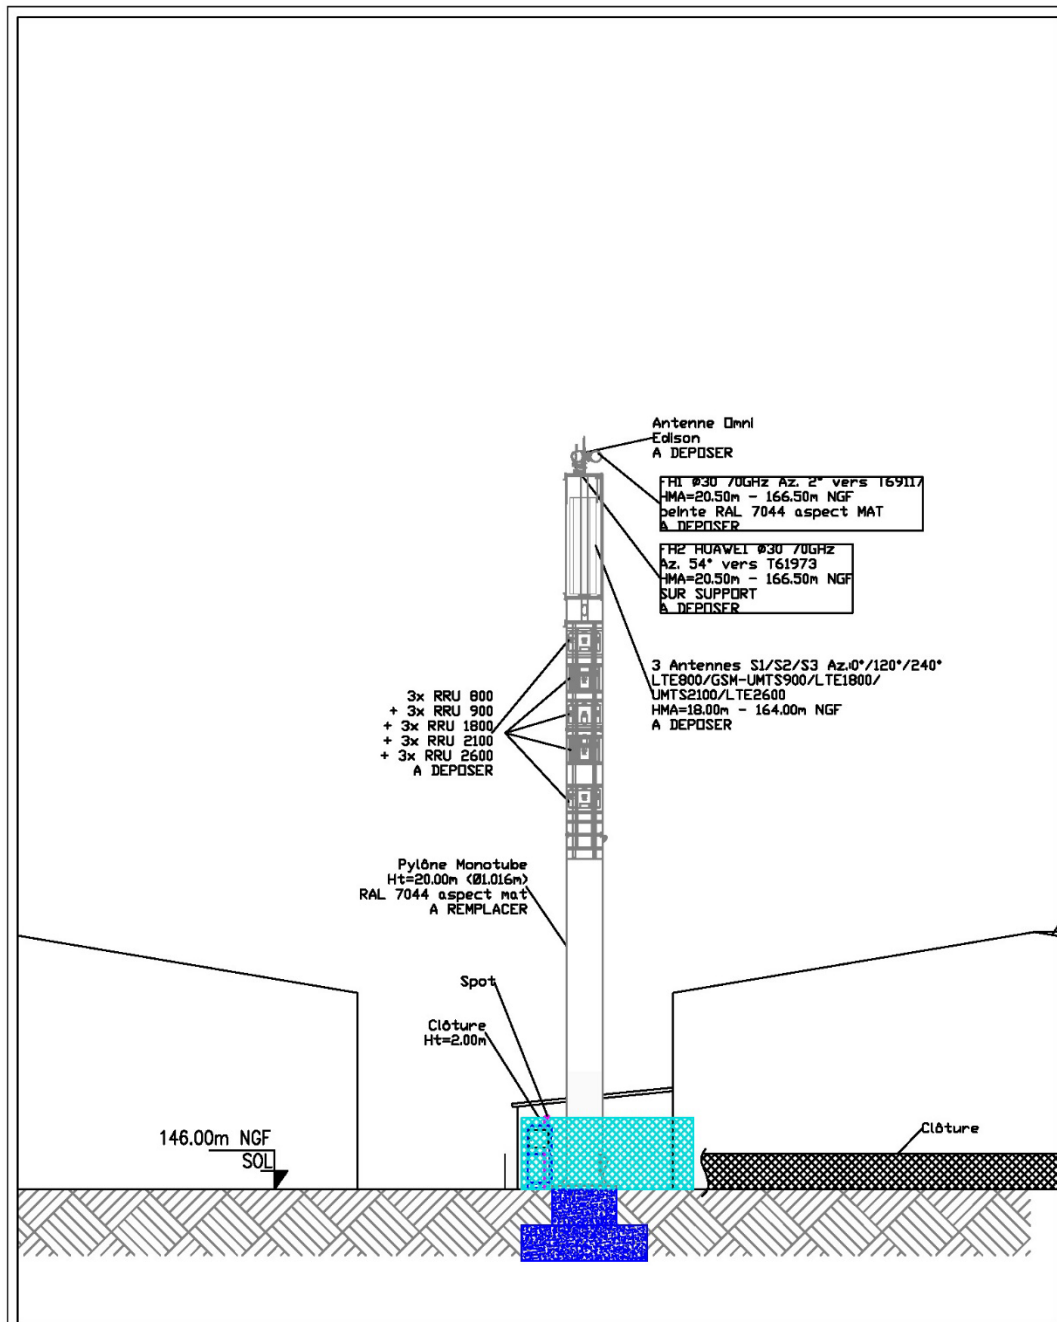 Antenne Omni
Edison
A DEPOSER
FH1 Ø30 70GHz Az. 2° vers T69117
HMA=20.50m - 166.50m NGF
peinte RAL 7044 aspect MAT
A DEPOSER
FH2 HUAWEI Ø30 70GHz
Az. 54° vers T61973
HMA=20.50m - 166.50m NGF
SUR SUPPORT
A DEPOSER
3 Antennes S1/S2/S3 Az.:0°/120°/240°
LTE800/GSM-UMTS900/LTE1800/
UMTS2100/LTE2600
HMA=18.00m - 164.00m NGF
A DEPOSER
3x RRU 800
+ 3x RRU 900
+ 3x RRU 1800
+ 3x RRU 2100
+ 3x RRU 2600
A DEPOSER
Pylône Monotube
Ht=20.00m (Ø1.016m)
RAL 7044 aspect mat
A REMPLACER
Spot
Clôture
Ht=2.00m
146.00m NGF
SOL
Clôture